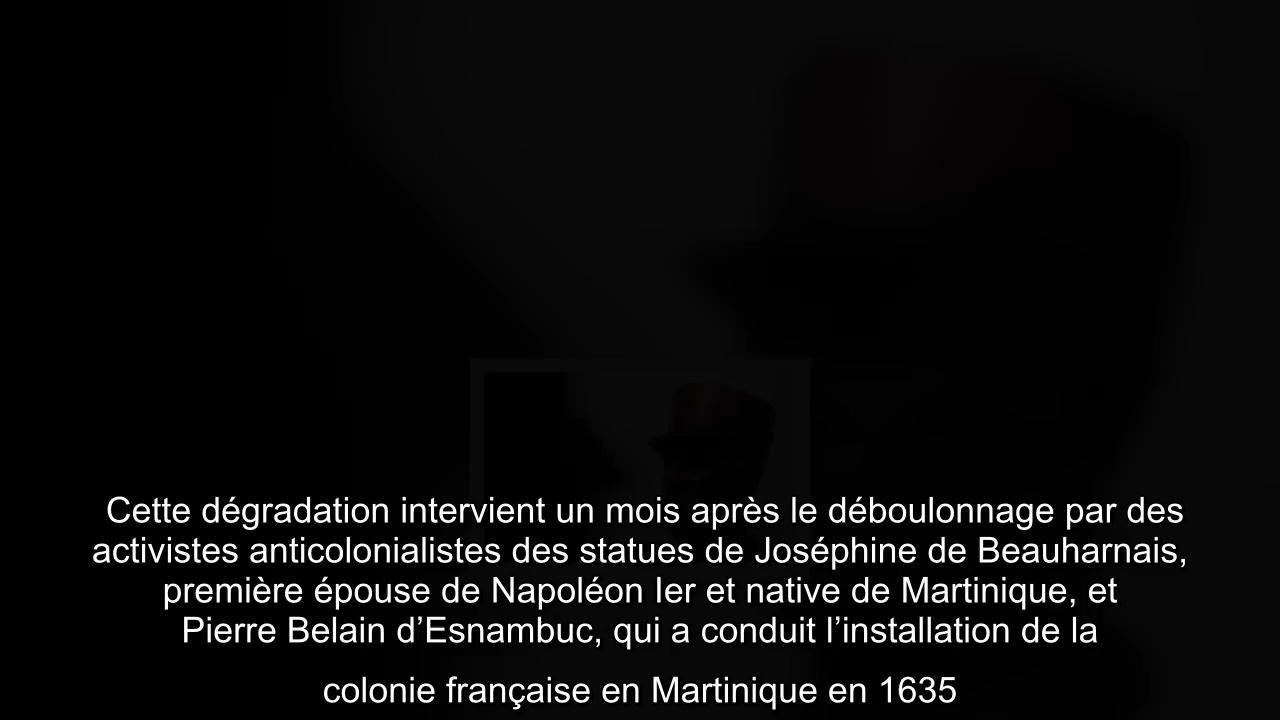 Cette dégradation intervient un mois après le déboulonnage par des
activistes anticolonialistes des statues de Joséphine de Beauharnais,
première épouse de Napoléon Ier et native de Martinique, et
Pierre Belain d’Esnambuc, qui a conduit l’installation de la
colonie française en Martinique en 1635